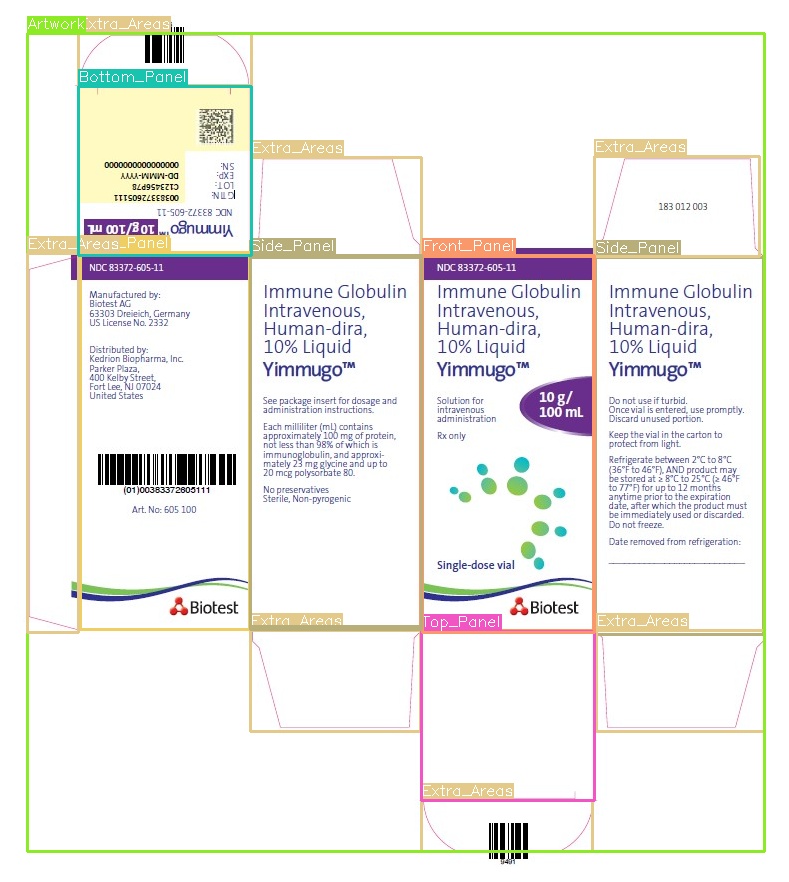 Artwork
Extra_Areas
Bottom_Panel
GTIN: 00383372605111
LOT: C123456P78
EXP: DD-MMM-YYYY
SN: 00000000000000000
NDC 83372-605-11
Yimmugo™
10 g/100 mL
Extra_Areas
Extra_Areas
183 012 003
Extra_Areas
_Panel
NDC 83372-605-11
Manufactured by:
Biotest AG
63303 Dreieich, Germany
US License No. 2332
Distributed by:
Kedrion Biopharma, Inc.
Parker Plaza,
400 Kelby Street,
Fort Lee, NJ 07024
United States
(01)00383372605111
Art. No: 605 100
Biotest
Side_Panel
Immune Globulin
Intravenous,
Human-dira,
10% Liquid
Yimmugo™
See package insert for dosage and
administration instructions.
Each milliliter (mL) contains
approximately 100 mg of protein,
not less than 98% of which is
immunoglobulin, and approxi-
mately 23 mg glycine and up to
20 mcg polysorbate 80.
No preservatives
Sterile, Non-pyrogenic
Extra_Areas
Front_Panel
NDC 83372-605-11
Immune Globulin
Intravenous,
Human-dira,
10% Liquid
Yimmugo™
Solution for
intravenous
administration
Rx only
10 g/
100 mL
Single-dose vial
Biotest
Side_Panel
Immune Globulin
Intravenous,
Human-dira,
10% Liquid
Yimmugo™
Do not use if turbid.
Once vial is entered, use promptly.
Discard unused portion.
Keep the vial in the carton to
protect from light.
Refrigerate between 2°C to 8°C
(36°F to 46°F), AND product may
be stored at ≥ 8°C to 25°C (≥ 46°F
to 77°F) for up to 12 months
anytime prior to the expiration
date, after which the product must
be immediately used or discarded.
Do not freeze.
Date removed from refrigeration:
Extra_Areas
Top_Panel
Extra_Areas
9491